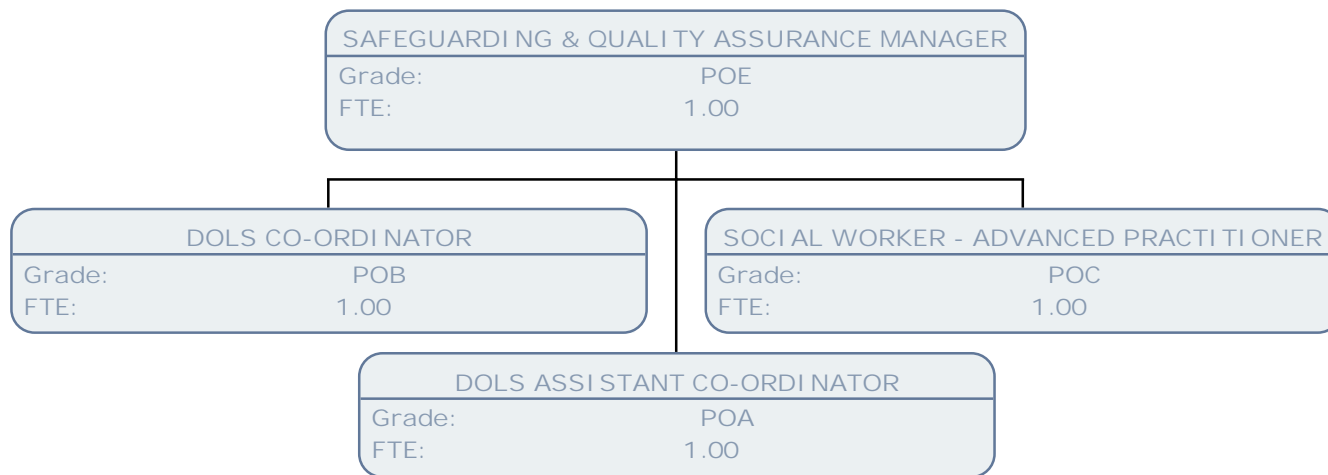 SAFEGUARDING & QUALITY ASSURANCE MANAGER
Grade: POE
FTE: 1.00
DOLS CO-ORDINATOR
Grade: POB
FTE: 1.00
SOCIAL WORKER - ADVANCED PRACTITIONER
Grade: POC
FTE: 1.00
DOLS ASSISTANT CO-ORDINATOR
Grade: POA
FTE: 1.00